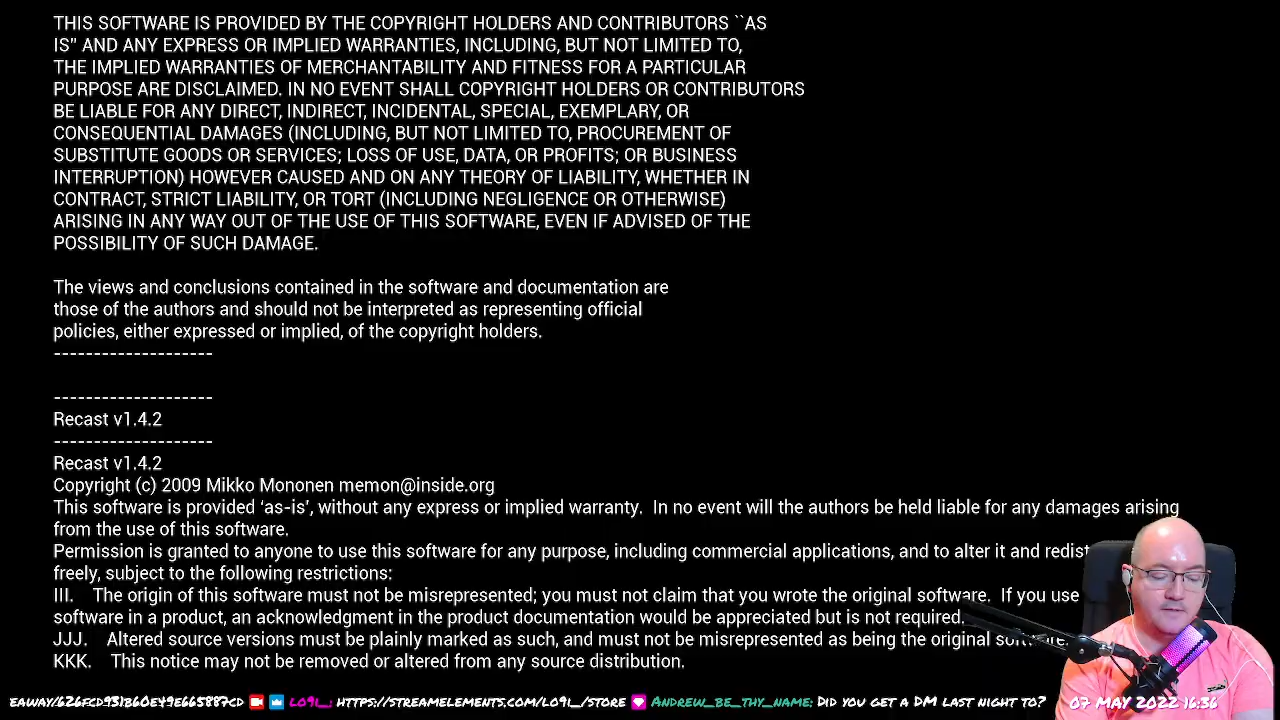 THIS SOFTWARE IS PROVIDED BY THE COPYRIGHT HOLDERS AND CONTRIBUTORS ``AS
IS'' AND ANY EXPRESS OR IMPLIED WARRANTIES, INCLUDING, BUT NOT LIMITED TO,
THE IMPLIED WARRANTIES OF MERCHANTABILITY AND FITNESS FOR A PARTICULAR
PURPOSE ARE DISCLAIMED. IN NO EVENT SHALL COPYRIGHT HOLDERS OR CONTRIBUTORS
BE LIABLE FOR ANY DIRECT, INDIRECT, INCIDENTAL, SPECIAL, EXEMPLARY, OR
CONSEQUENTIAL DAMAGES (INCLUDING, BUT NOT LIMITED TO, PROCUREMENT OF
SUBSTITUTE GOODS OR SERVICES; LOSS OF USE, DATA, OR PROFITS; OR BUSINESS
INTERRUPTION) HOWEVER CAUSED AND ON ANY THEORY OF LIABILITY, WHETHER IN
CONTRACT, STRICT LIABILITY, OR TORT (INCLUDING NEGLIGENCE OR OTHERWISE)
ARISING IN ANY WAY OUT OF THE USE OF THIS SOFTWARE, EVEN IF ADVISED OF THE
POSSIBILITY OF SUCH DAMAGE.
The views and conclusions contained in the software and documentation are
those of the authors and should not be interpreted as representing official
policies, either expressed or implied, of the copyright holders.
--------------------
--------------------
Recast v1.4.2
--------------------
Recast v1.4.2
Copyright (c) 2009 Mikko Mononen memon@inside.org
This software is provided ‘as-is’, without any express or implied warranty.  In no event will the authors be held liable for any damages arising
from the use of this software.
Permission is granted to anyone to use this software for any purpose, including commercial applications, and to alter it and redist
freely, subject to the following restrictions:
III.    The origin of this software must not be misrepresented; you must not claim that you wrote the original software.  If you use
software in a product, an acknowledgment in the product documentation would be appreciated but is not required.
JJJ.    Altered source versions must be plainly marked as such, and must not be misrepresented as being the original software.
KKK.    This notice may not be removed or altered from any source distribution.
EAWAY/626FCD931B60E49E665887CD LO9I_: HTTPS://STREAMELEMENTS.COM/LO9I_/STORE ANDREW_BE_THY_NAME: DID YOU GET A DM LAST NIGHT TO? 07 MAY 2022 16:36